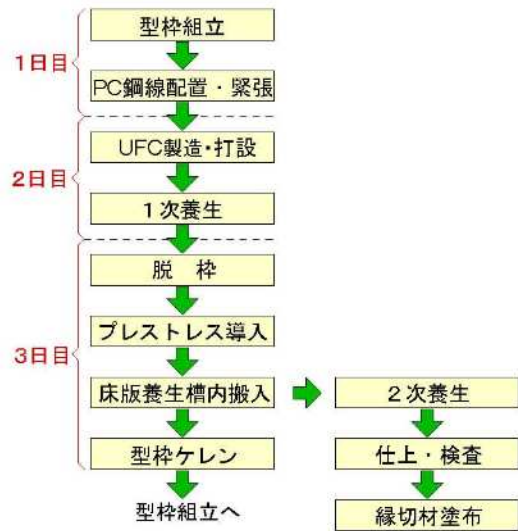 1日目
型枠組立
PC鋼線配置・緊張
2日目
UFC製造・打設
1次養生
3日目
脱　枠
プレストレス導入
床版養生槽内搬入
型枠ケレン
型枠組立へ
2次養生
仕上・検査
縁切材塗布